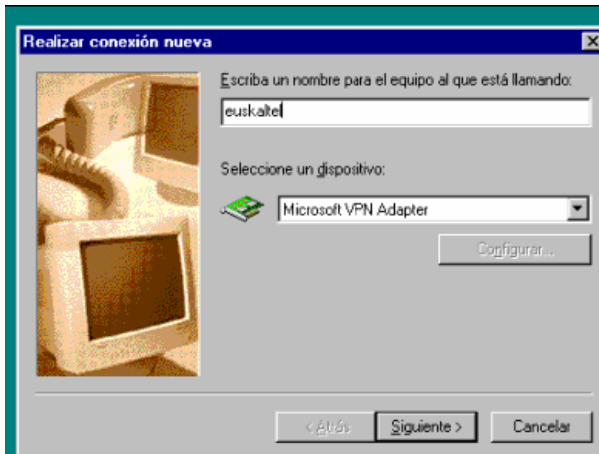 Realizar conexión nueva
Escriba un nombre para el equipo al que está llamando:
euskaltel
Seleccione un dispositivo:
Microsoft VPN Adapter
Configurar...
< Atrás
Siguiente >
Cancelar